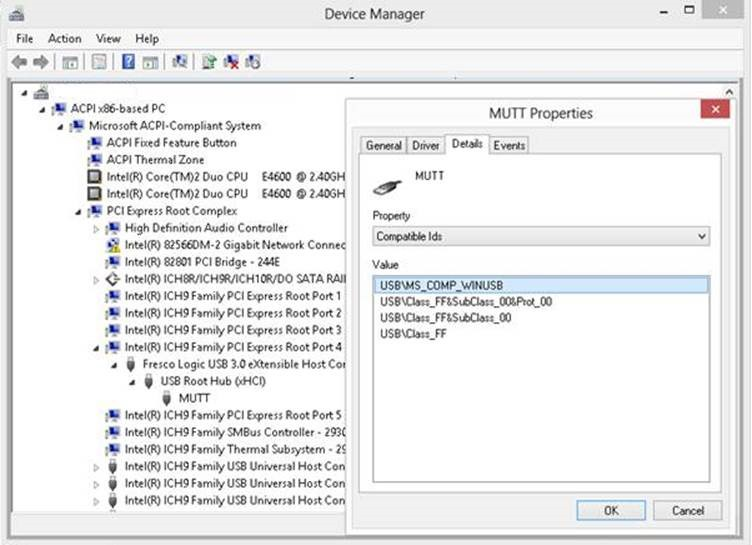 Device Manager
File Action View Help
ACPI x86-based PC
Microsoft ACPI-Compliant System
ACPI Fixed Feature Button
ACPI Thermal Zone
Intel(R) Core(TM)2 Duo CPU E4600 @ 2.40GH
Intel(R) Core(TM)2 Duo CPU E4600 @ 2.40GH
PCI Express Root Complex
High Definition Audio Controller
Intel(R) 82566DM-2 Gigabit Network Connec
Intel(R) 82801 PCI Bridge - 244E
Intel(R) ICH8R/ICH9R/ICH10R/DO SATA RAI
Intel(R) ICH9 Family PCI Express Root Port 1
Intel(R) ICH9 Family PCI Express Root Port 2
Intel(R) ICH9 Family PCI Express Root Port 3
Intel(R) ICH9 Family PCI Express Root Port 4
Fresco Logic USB 3.0 eXtensible Host Co
USB Root Hub (xHCI)
MUTT
Intel(R) ICH9 Family PCI Express Root Port 5
Intel(R) ICH9 Family SMBus Controller - 2930
Intel(R) ICH9 Family Thermal Subsystem - 29
Intel(R) ICH9 Family USB Universal Host Con
Intel(R) ICH9 Family USB Universal Host Con
Intel(R) ICH9 Family USB Universal Host Con
MUTT Properties
General Driver Details Events
MUTT
Property
Compatible Ids
Value
USB\MS_COMP_WINUSB
USB\Class_FF&SubClass_00&Prot_00
USB\Class_FF&SubClass_00
USB\Class_FF
OK Cancel